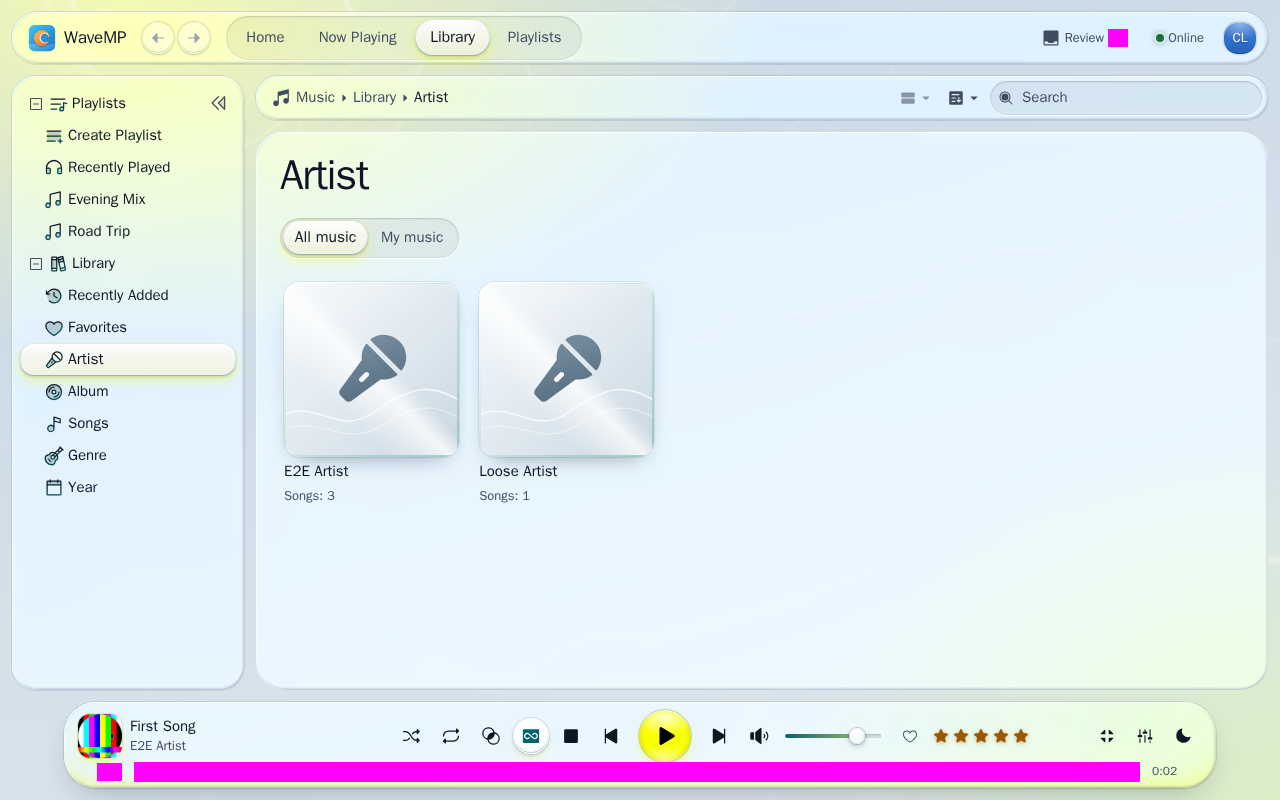 WaveMP
Home
Now Playing
Library
Playlists
Review
Online
CL
Playlists
Create Playlist
Recently Played
Evening Mix
Road Trip
Library
Recently Added
Favorites
Artist
Album
Songs
Genre
Year
Music
Library
Artist
Search
Artist
All music
My music
E2E Artist
Songs: 3
Loose Artist
Songs: 1
First Song
E2E Artist
0:02